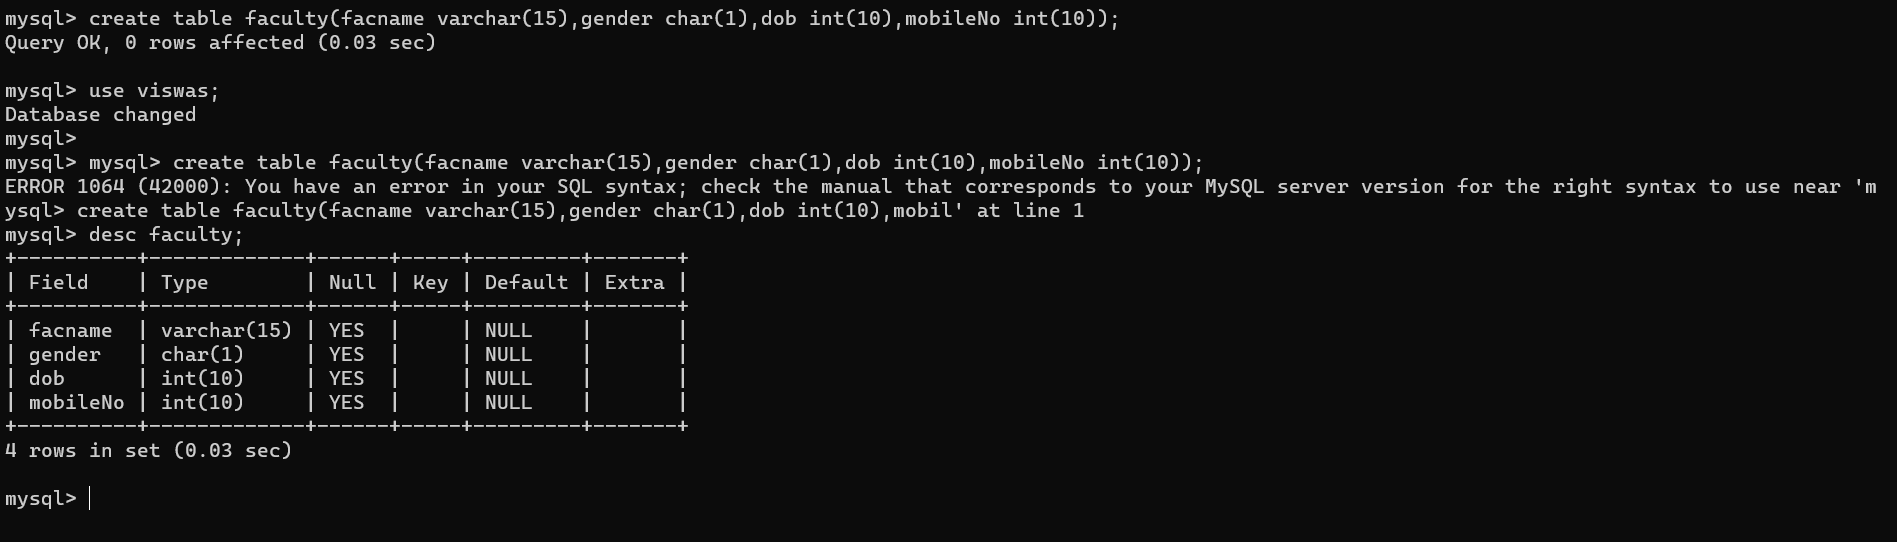 mysql> create table faculty(facname varchar(15),gender char(1),dob int(10),mobileNo int(10));
Query OK, 0 rows affected (0.03 sec)
mysql> use viswas;
Database changed
mysql>
mysql> mysql> create table faculty(facname varchar(15),gender char(1),dob int(10),mobileNo int(10));
ERROR 1064 (42000): You have an error in your SQL syntax; check the manual that corresponds to your MySQL server version for the right syntax to use near 'm
ysql> create table faculty(facname varchar(15),gender char(1),dob int(10),mobil' at line 1
mysql> desc faculty;
+----------+-------------+------+-----+---------+-------+
| Field    | Type        | Null | Key | Default | Extra |
+----------+-------------+------+-----+---------+-------+
| facname  | varchar(15) | YES  |     | NULL    |       |
| gender   | char(1)     | YES  |     | NULL    |       |
| dob      | int(10)     | YES  |     | NULL    |       |
| mobileNo | int(10)     | YES  |     | NULL    |       |
+----------+-------------+------+-----+---------+-------+
4 rows in set (0.03 sec)
mysql>